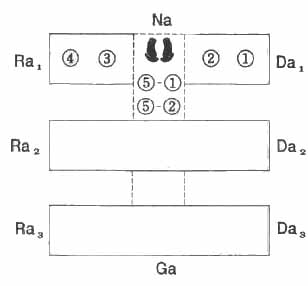 Na
Ra₁ ④ ③ ② ① Da₁
⑤-①
⑤-②
Ra₂ Da₂
Ra₃ Da₃
Ga